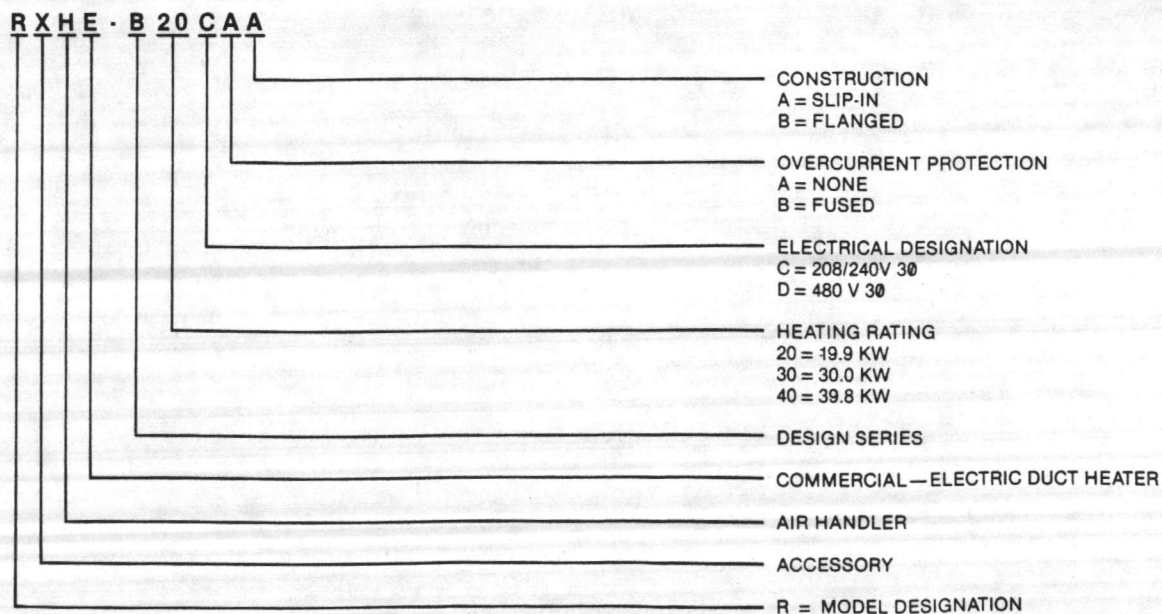 RXHE-B20CAA
CONSTRUCTION
A = SLIP-IN
B = FLANGED
OVERCURRENT PROTECTION
A = NONE
B = FUSED
ELECTRICAL DESIGNATION
C = 208/240V 3Ø
D = 480 V 3Ø
HEATING RATING
20 = 19.9 KW
30 = 30.0 KW
40 = 39.8 KW
DESIGN SERIES
COMMERCIAL—ELECTRIC DUCT HEATER
AIR HANDLER
ACCESSORY
R = MODEL DESIGNATION